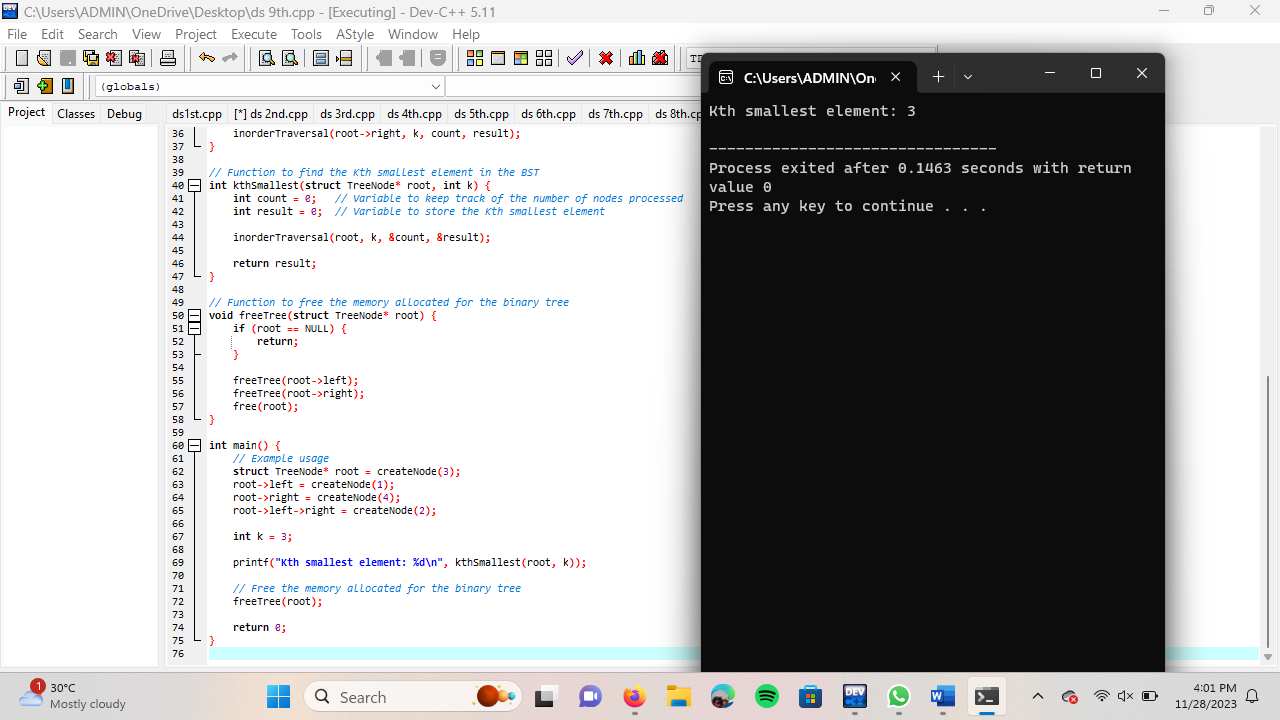 C:\Users\ADMIN\OneDrive\Desktop\ds 9th.cpp - [Executing] - Dev-C++ 5.11
File Edit Search View Project Execute Tools AStyle Window Help
(globals)
Project Classes Debug
ds1st.cpp [*] ds 2nd.cpp ds 3rd.cpp ds 4th.cpp ds 5th.cpp ds 6th.cpp ds 7th.cpp ds 8th.cp
36 inorderTraversal(root->right, k, count, result);
37 }
38
39 // Function to find the Kth smallest element in the BST
40 int kthSmallest(struct TreeNode* root, int k) {
41 int count = 0; // Variable to keep track of the number of nodes processed
42 int result = 0; // Variable to store the Kth smallest element
43
44 inorderTraversal(root, k, &count, &result);
45
46 return result;
47 }
48
49 // Function to free the memory allocated for the binary tree
50 void freeTree(struct TreeNode* root) {
51 if (root == NULL) {
52 return;
53 }
54
55 freeTree(root->left);
56 freeTree(root->right);
57 free(root);
58 }
59
60 int main() {
61 // Example usage
62 struct TreeNode* root = createNode(3);
63 root->left = createNode(1);
64 root->right = createNode(4);
65 root->left->right = createNode(2);
66
67 int k = 3;
68
69 printf("Kth smallest element: %d\n", kthSmallest(root, k));
70
71 // Free the memory allocated for the binary tree
72 freeTree(root);
73
74 return 0;
75 }
76
C:\Users\ADMIN\On
Kth smallest element: 3
--------------------------------
Process exited after 0.1463 seconds with return
value 0
Press any key to continue . . .
1
30°C
Mostly cloudy
Search
DEV
4:01 PM
11/28/2023